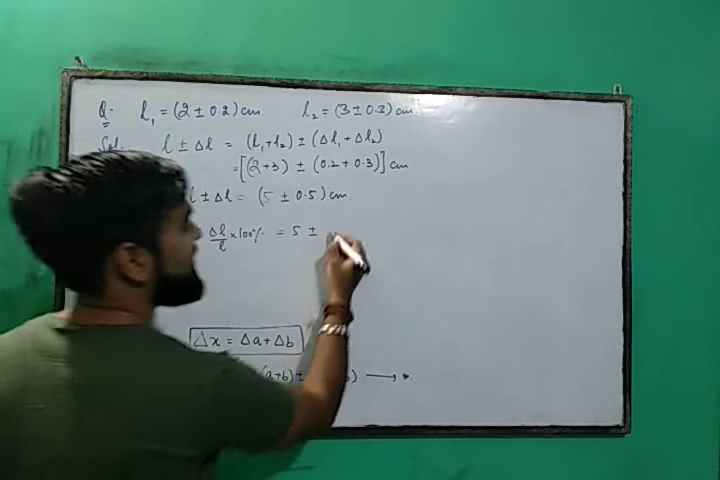 Q. l₁ = (2 ± 0.2) cm l₂ = (3 ± 0.3) cm.
Sol. l ± Δl = (l₁+l₂) ± (Δl₁+Δl₂)
= [(2+3) ± (0.2+0.3)] cm
l ± Δl = (5 ± 0.5) cm.
Δl/l × 100% = 5 ±
Δx = Δa + Δb
(a+b) ± ) ⟶ *.